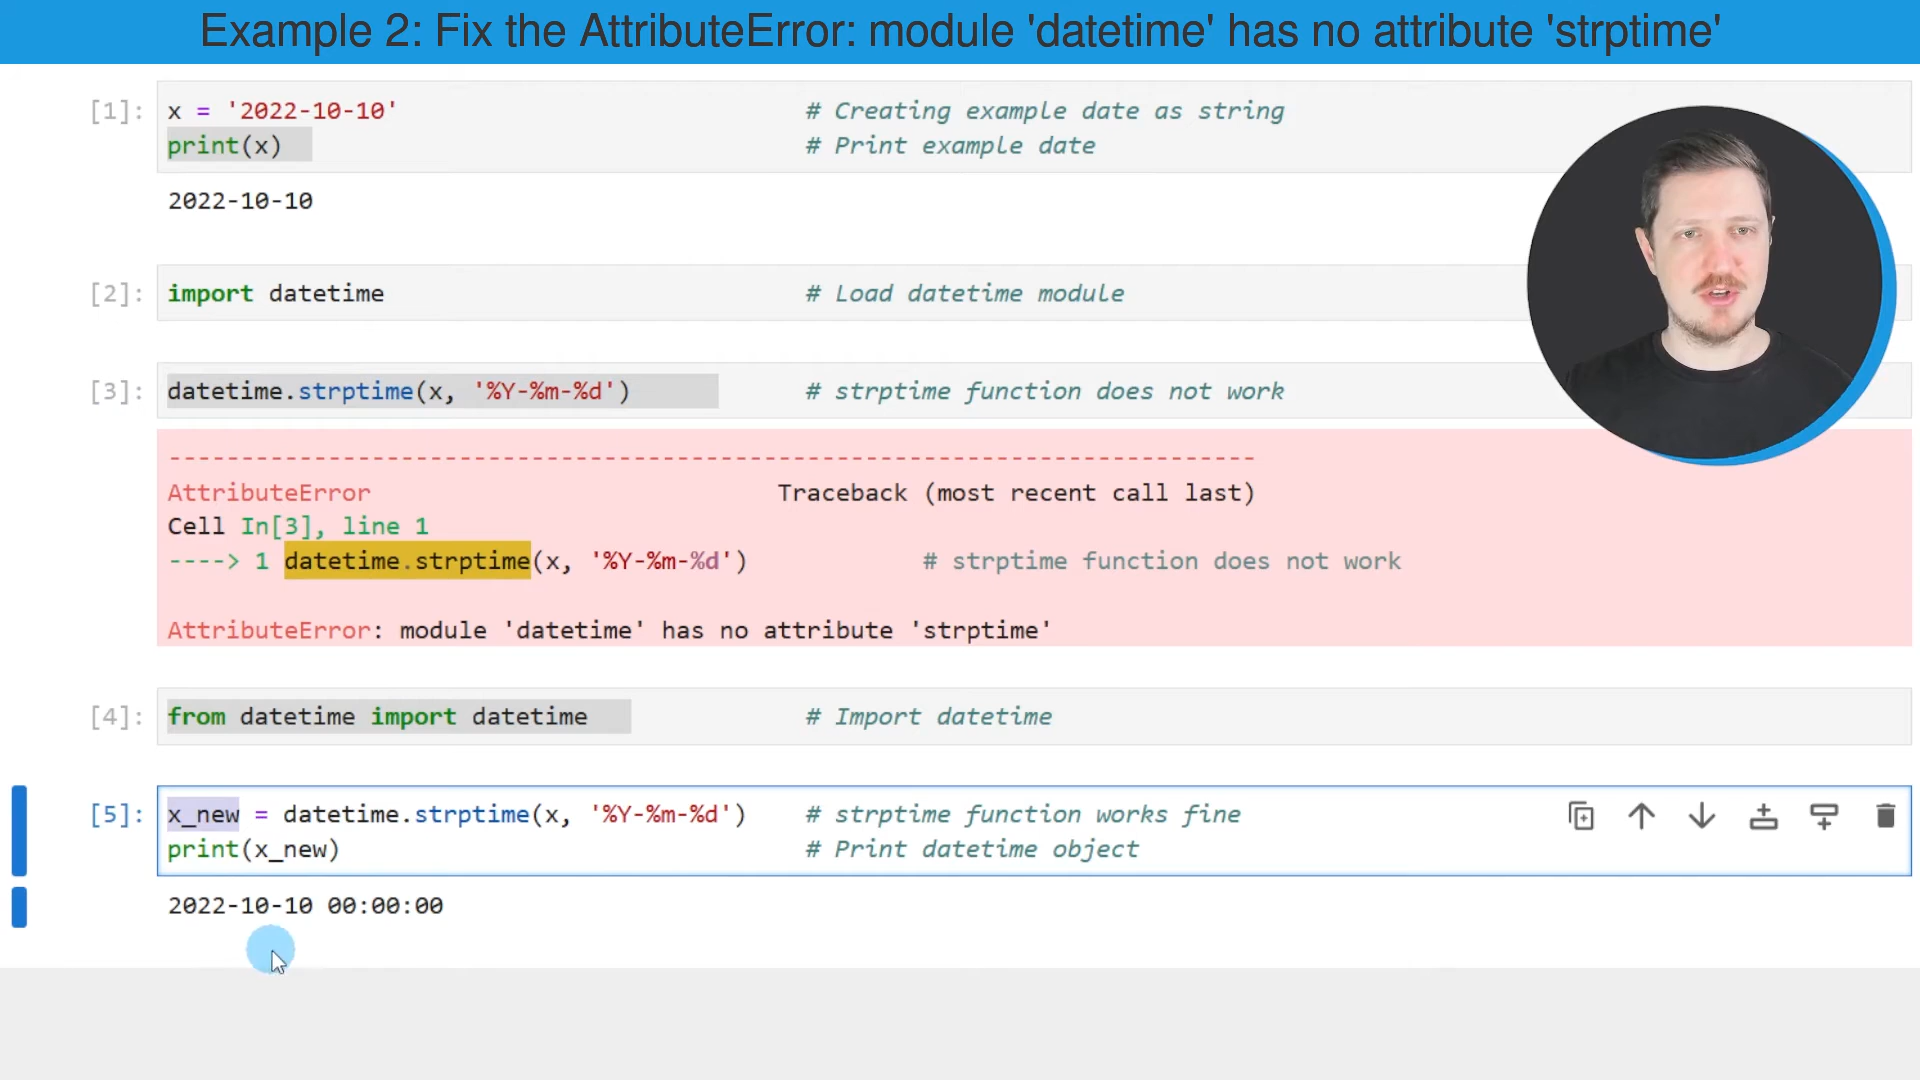 Example 2: Fix the AttributeError: module 'datetime' has no attribute 'strptime'
[1]: x = '2022-10-10' # Creating example date as string
print(x) # Print example date
2022-10-10
[2]: import datetime # Load datetime module
[3]: datetime.strptime(x, '%Y-%m-%d') # strptime function does not work
---------------------------------------------------------------------------
AttributeError Traceback (most recent call last)
Cell In[3], line 1
----> 1 datetime.strptime(x, '%Y-%m-%d') # strptime function does not work
AttributeError: module 'datetime' has no attribute 'strptime'
[4]: from datetime import datetime # Import datetime
[5]: x_new = datetime.strptime(x, '%Y-%m-%d') # strptime function works fine
print(x_new) # Print datetime object
2022-10-10 00:00:00